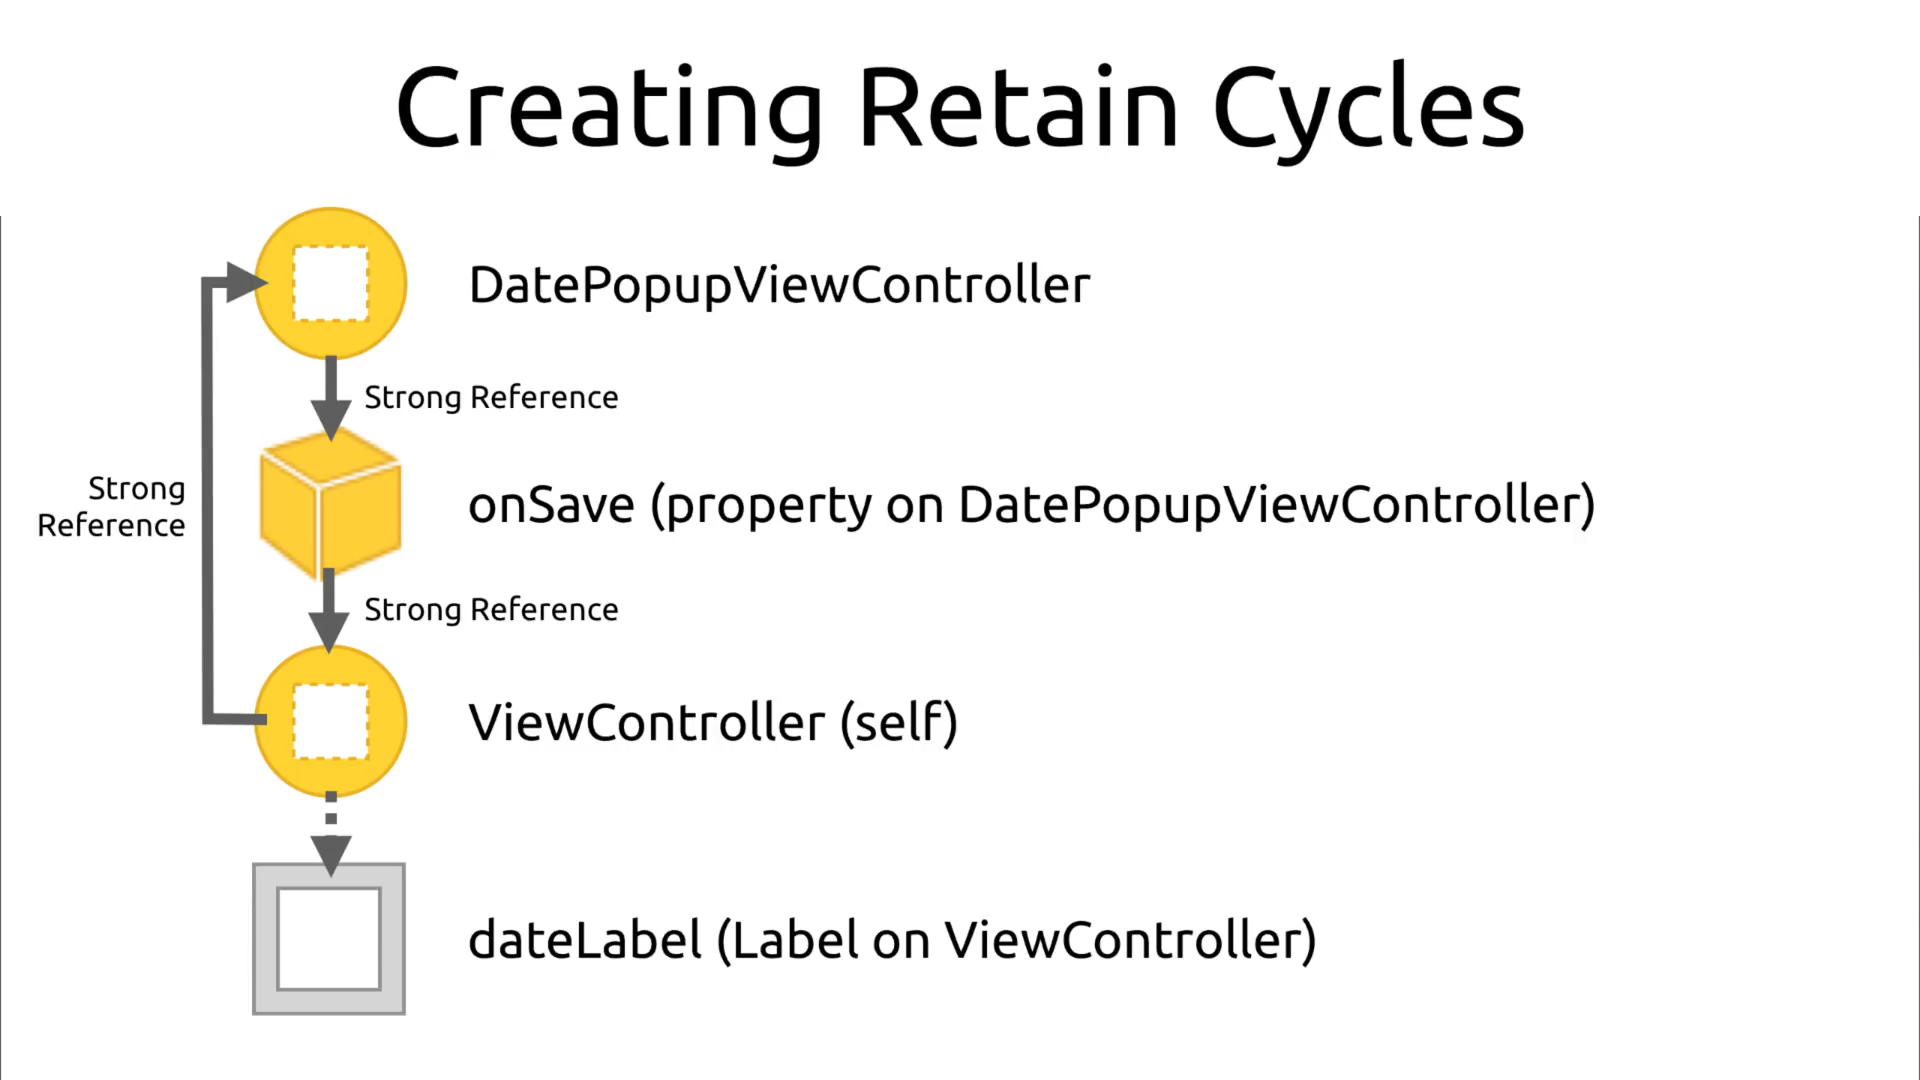 Creating Retain Cycles
DatePopupViewController
Strong Reference
Strong
Reference
onSave (property on DatePopupViewController)
Strong Reference
ViewController (self)
dateLabel (Label on ViewController)